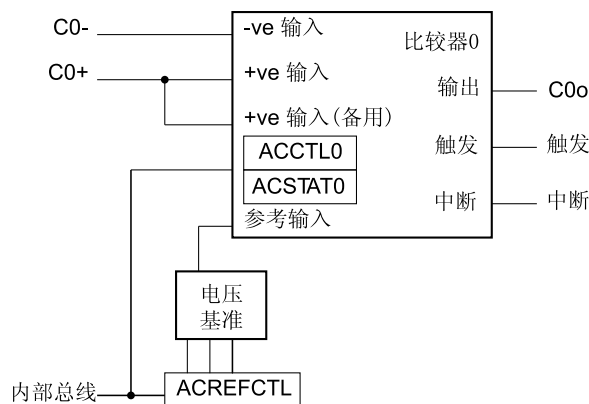 C0- -ve 输入 比较器0
C0+ +ve 输入 输出 C0o
+ve 输入(备用)
触发 触发
ACCTL0
ACSTAT0
中断 中断
参考输入
电压
基准
内部总线 ACREFCTL